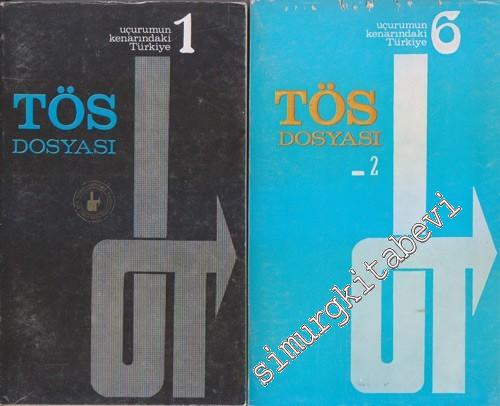 uçurumun
kenarındaki
Türkiye
1
TÖS
DOSYASI
uçurumun
kenarındaki
Türkiye
6
TÖS
DOSYASI
- 2
simurgkitabevi